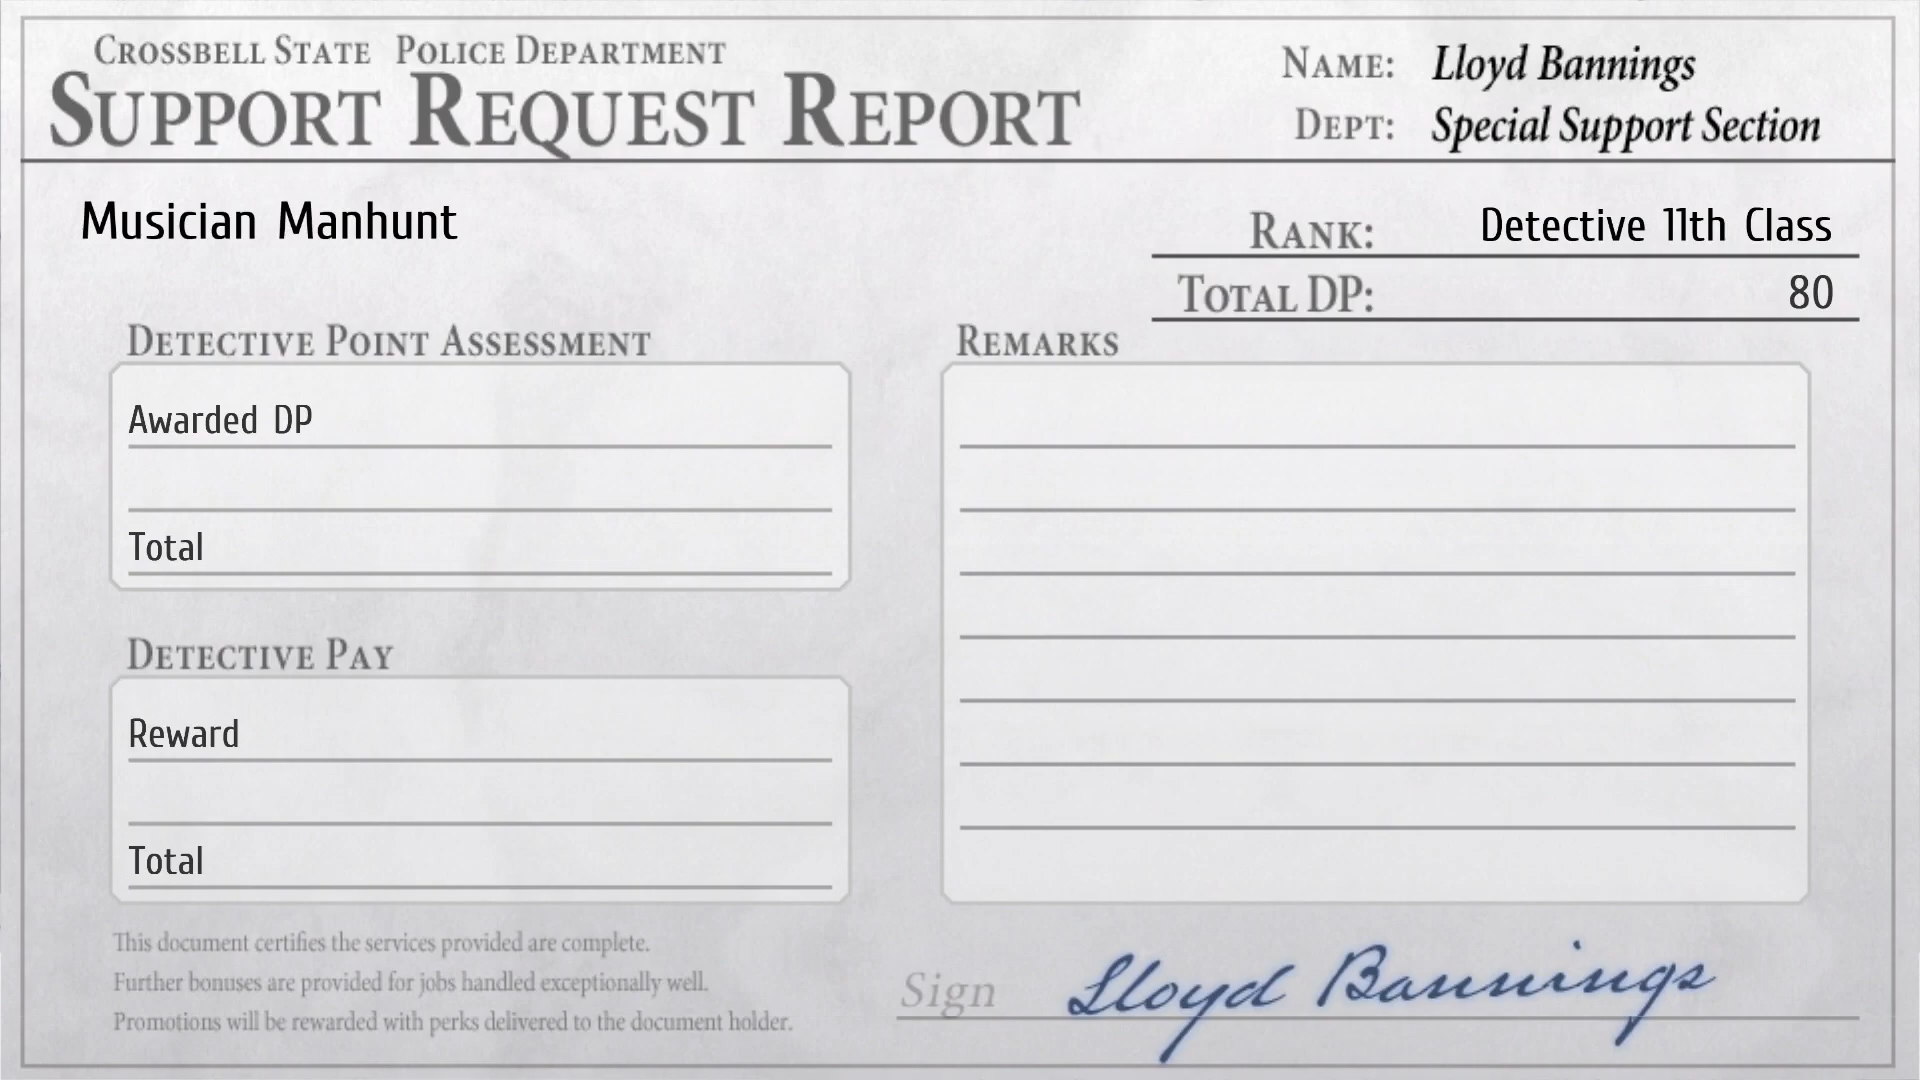 Crossbell State Police Department
Support Request Report
Name: Lloyd Bannings
Dept: Special Support Section
Musician Manhunt
Rank: Detective 11th Class
Total DP: 80
Detective Point Assessment
Awarded DP
Total
Remarks
Detective Pay
Reward
Total
This document certifies the services provided are complete.
Further bonuses are provided for jobs handled exceptionally well.
Promotions will be rewarded with perks delivered to the document holder.
Sign Lloyd Bannings